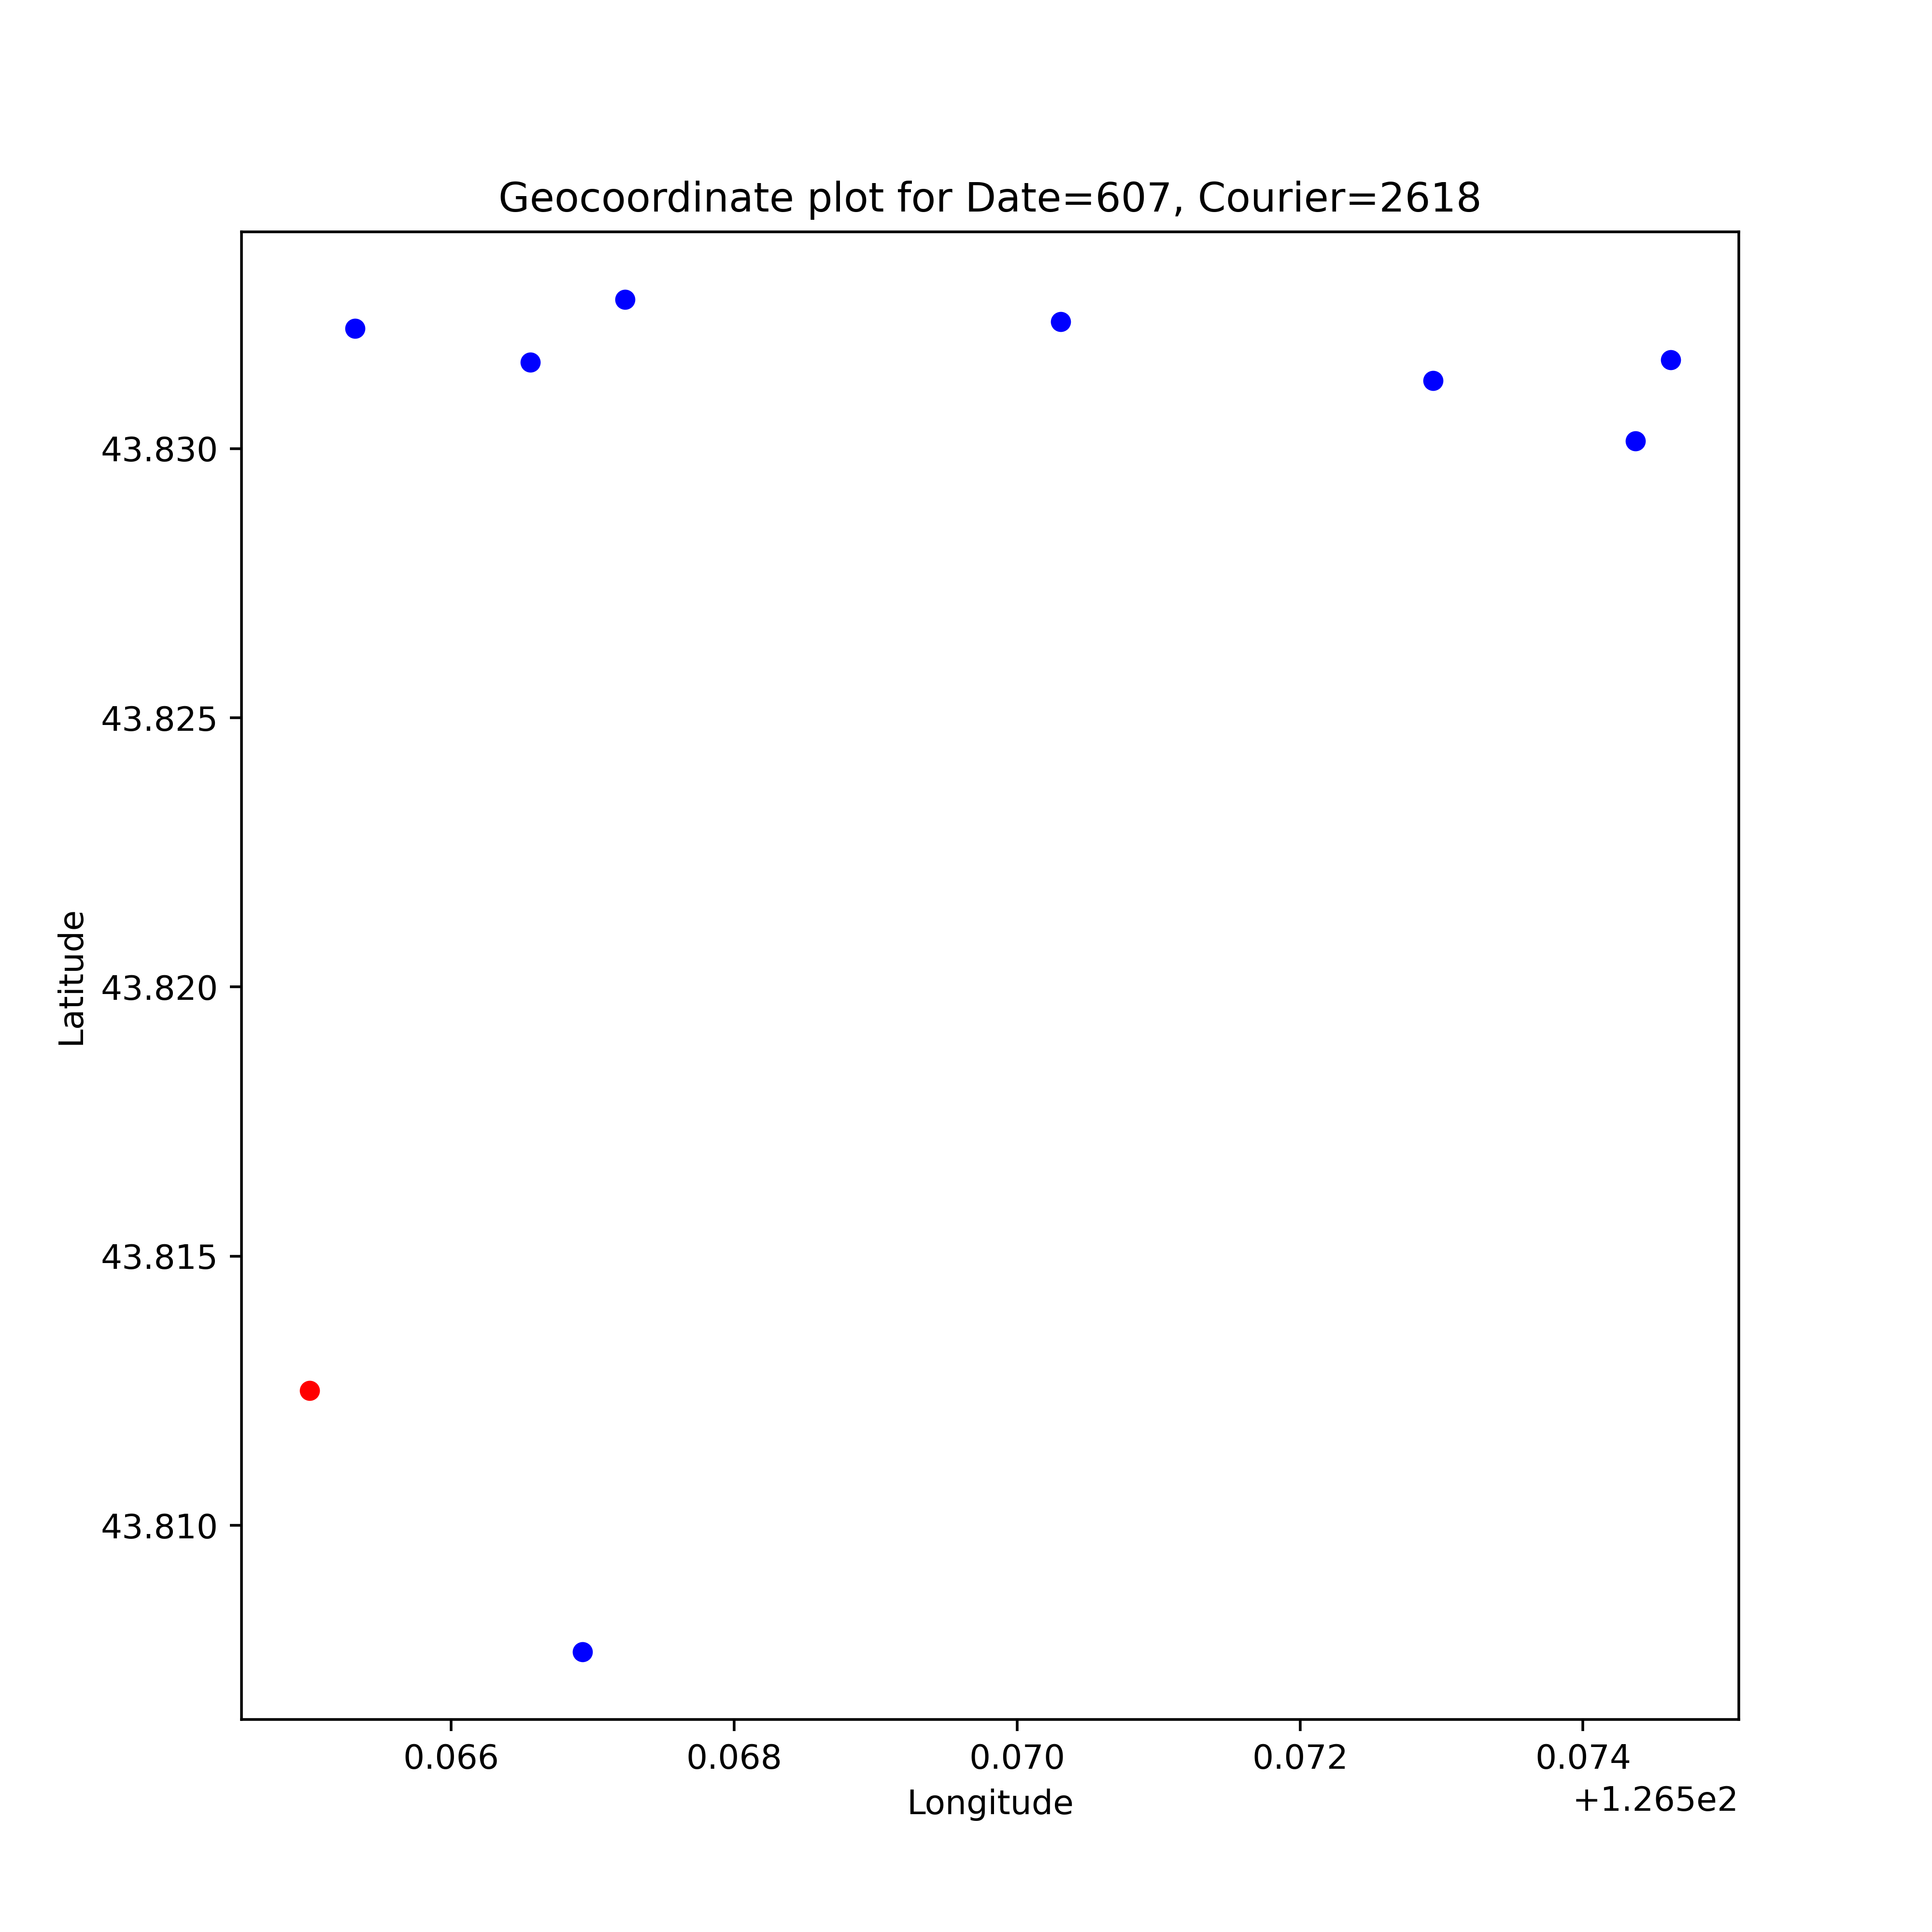 Geocoordinate plot for Date=607, Courier=2618
43.830
43.825
43.820
43.815
43.810
Latitude
0.066 0.068 0.070 0.072 0.074
Longitude
+1.265e2